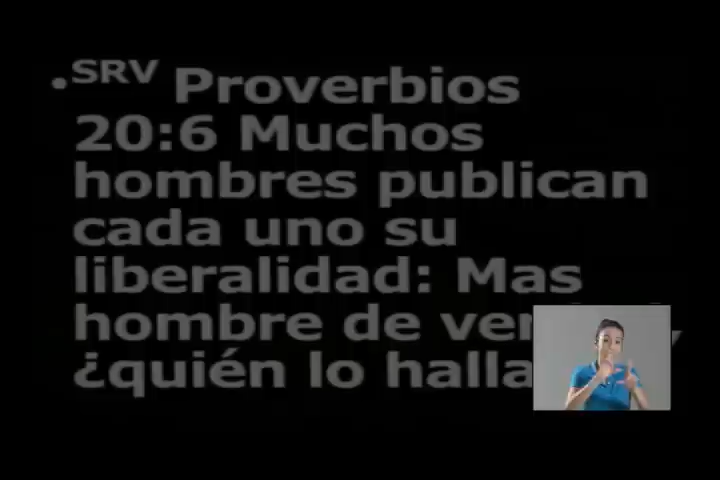 •SRV Proverbios
20:6 Muchos
hombres publican
cada uno su
liberalidad: Mas
hombre de
¿quién lo